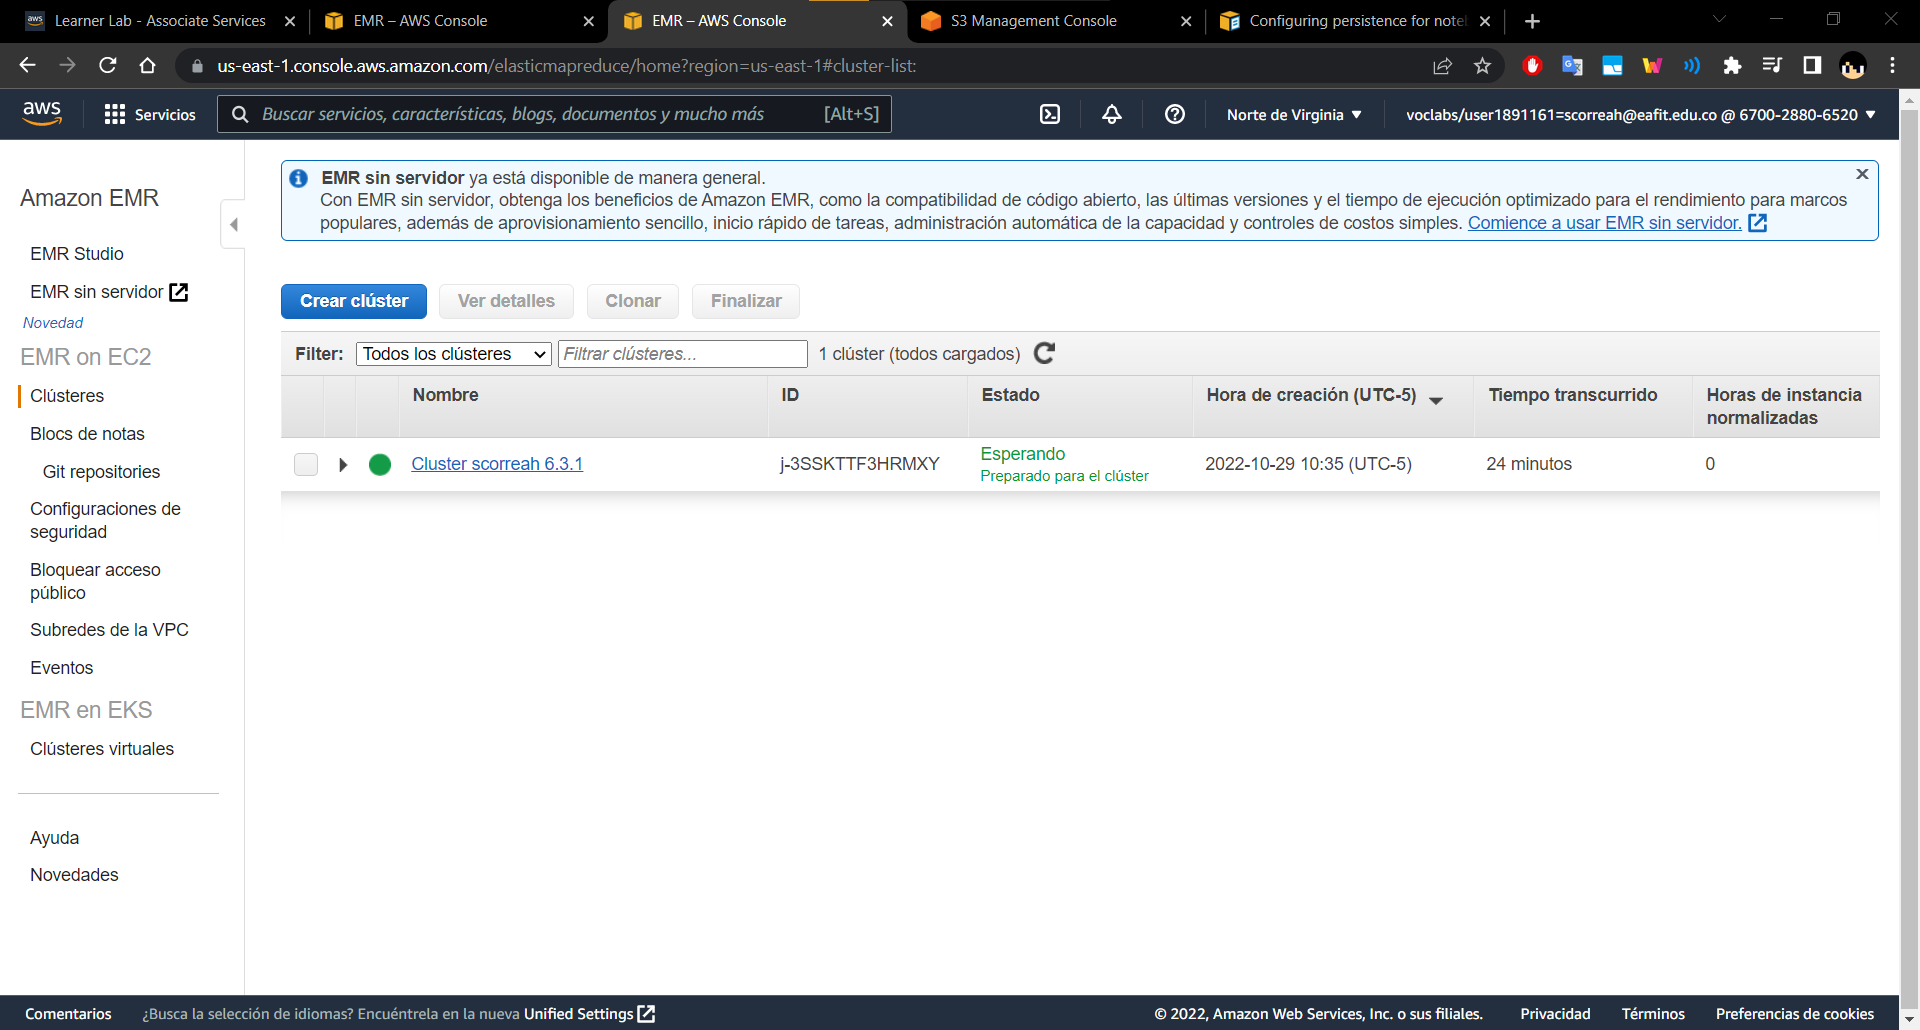 Learner Lab - Associate Services
EMR – AWS Console
EMR – AWS Console
S3 Management Console
Configuring persistence for note
us-east-1.console.aws.amazon.com/elasticmapreduce/home?region=us-east-1#cluster-list:
aws
Servicios
Buscar servicios, características, blogs, documentos y mucho más
[Alt+S]
Norte de Virginia
voclabs/user1891161=scorreah@eafit.edu.co @ 6700-2880-6520
Amazon EMR
EMR Studio
EMR sin servidor
Novedad
EMR on EC2
Clústeres
Blocs de notas
Git repositories
Configuraciones de
seguridad
Bloquear acceso
público
Subredes de la VPC
Eventos
EMR en EKS
Clústeres virtuales
Ayuda
Novedades
EMR sin servidor ya está disponible de manera general.
Con EMR sin servidor, obtenga los beneficios de Amazon EMR, como la compatibilidad de código abierto, las últimas versiones y el tiempo de ejecución optimizado para el rendimiento para marcos
populares, además de aprovisionamiento sencillo, inicio rápido de tareas, administración automática de la capacidad y controles de costos simples. Comience a usar EMR sin servidor.
Crear clúster
Ver detalles
Clonar
Finalizar
Filter: Todos los clústeres Filtrar clústeres... 1 clúster (todos cargados)
Nombre ID Estado Hora de creación (UTC-5) Tiempo transcurrido Horas de instancia
normalizadas
Cluster scorreah 6.3.1 j-3SSKTTF3HRMXY Esperando 2022-10-29 10:35 (UTC-5) 24 minutos 0
Preparado para el clúster
Comentarios
¿Busca la selección de idiomas? Encuéntrela en la nueva Unified Settings
© 2022, Amazon Web Services, Inc. o sus filiales.
Privacidad
Términos
Preferencias de cookies